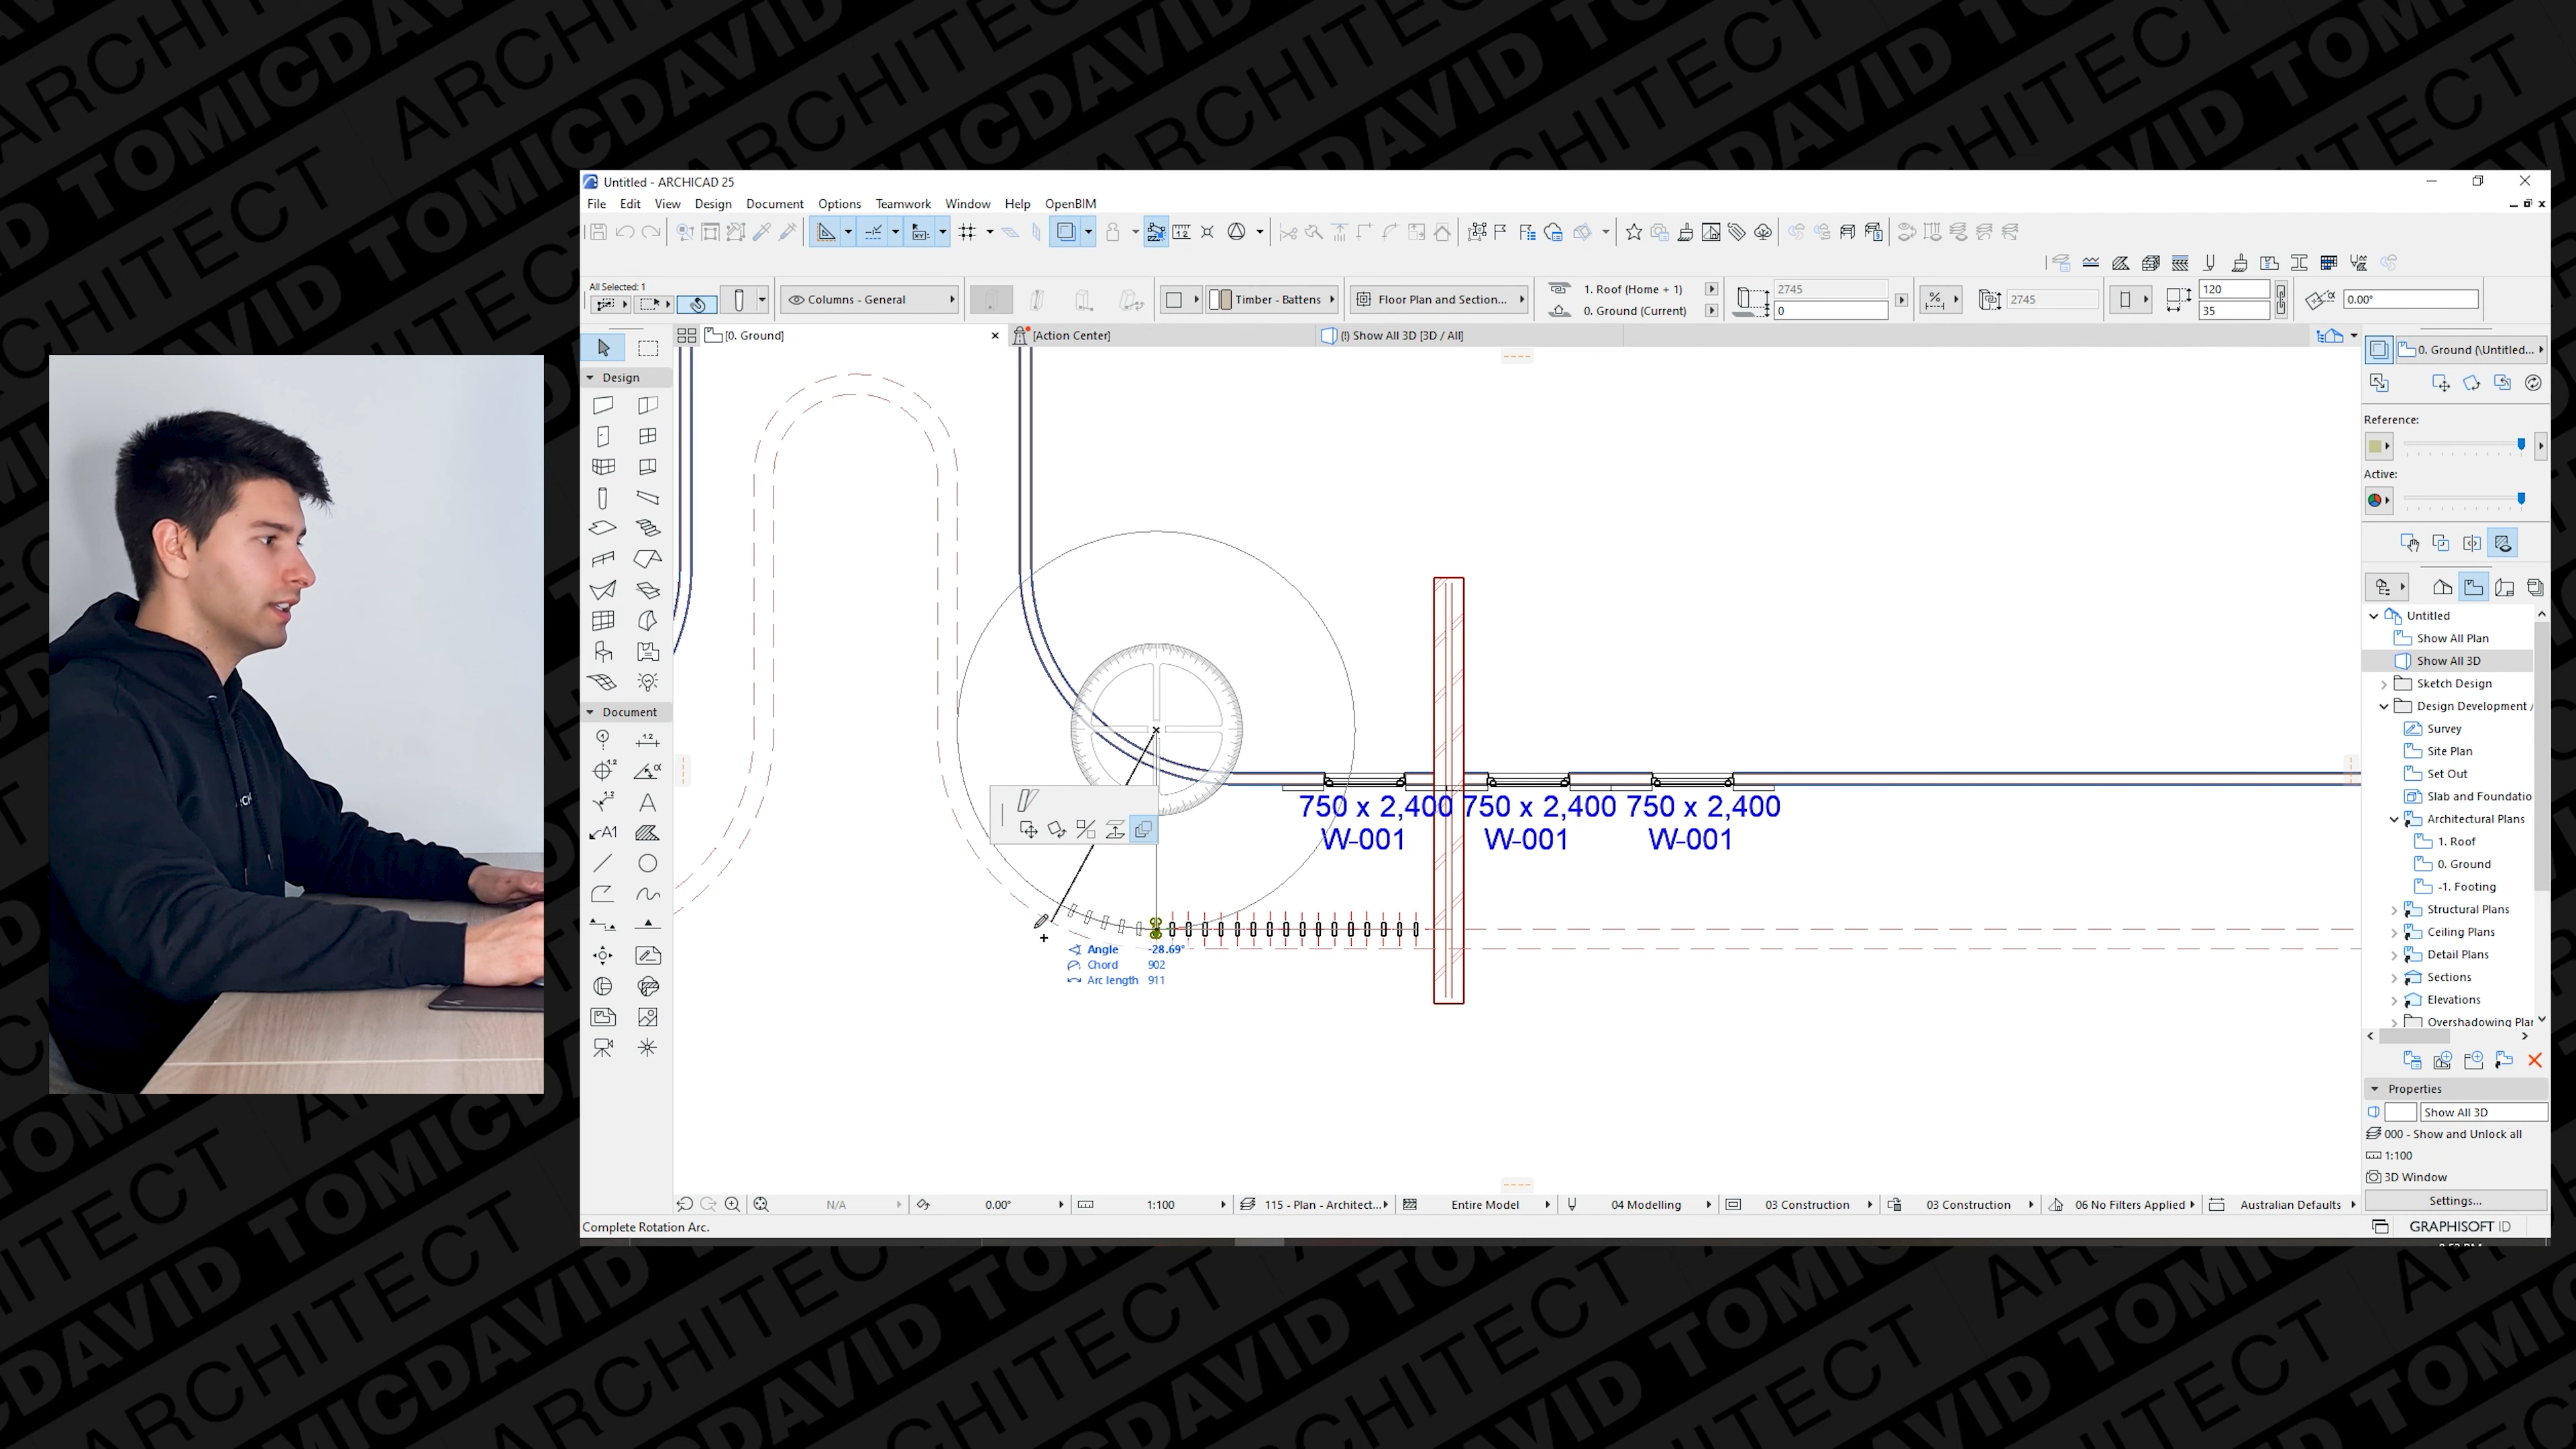 ARCHITECT DAVID TOMIC
Untitled - ARCHICAD 25
File Edit View Design Document Options Teamwork Window Help OpenBIM
All Selected: 1
Columns - General
Timber - Battens
Floor Plan and Section...
1. Roof (Home + 1)
0. Ground (Current)
2745
0
2745
120
35
0.00°
[0. Ground]
[Action Center]
(!) Show All 3D [3D / All]
0. Ground (\Untitled...
Design
Reference:
Active:
Document
Untitled
Show All Plan
Show All 3D
Sketch Design
Design Development /
Survey
Site Plan
Set Out
Slab and Foundatio
Architectural Plans
1. Roof
0. Ground
-1. Footing
Structural Plans
Ceiling Plans
Detail Plans
Sections
Elevations
Overshadowing Plan
750 x 2,400 750 x 2,400 750 x 2,400
W-001 W-001 W-001
Angle -28.69°
Chord 902
Arc length 911
Properties
Show All 3D
000 - Show and Unlock all
1:100
3D Window
Settings...
N/A 0.00° 1:100 115 - Plan - Architect... Entire Model 04 Modelling 03 Construction 03 Construction 06 No Filters Applied Australian Defaults
Complete Rotation Arc.
GRAPHISOFT ID